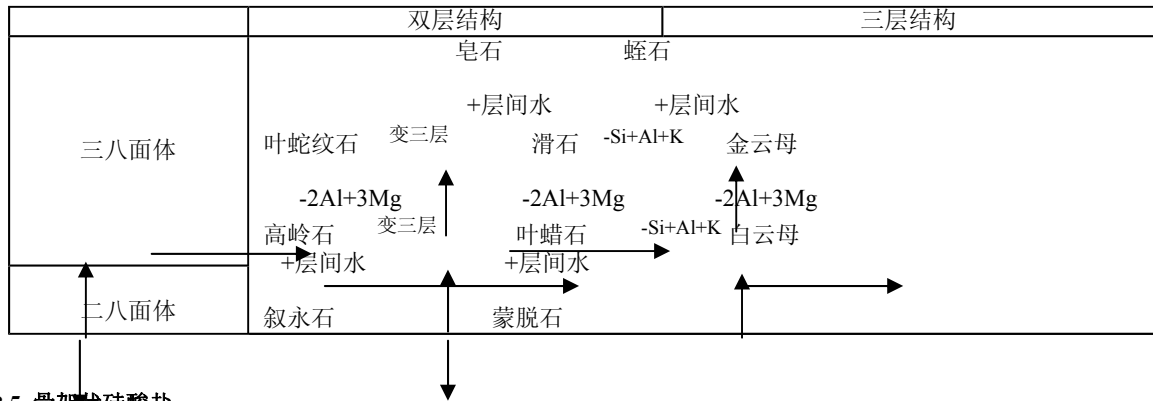 双层结构 三层结构
皂石 蛭石
+层间水 +层间水
三八面体 叶蛇纹石 变三层 滑石 -Si+Al+K 金云母
-2Al+3Mg -2Al+3Mg -2Al+3Mg
高岭石 变三层 叶蜡石 -Si+Al+K 白云母
+层间水 +层间水
二八面体 叙永石 蒙脱石